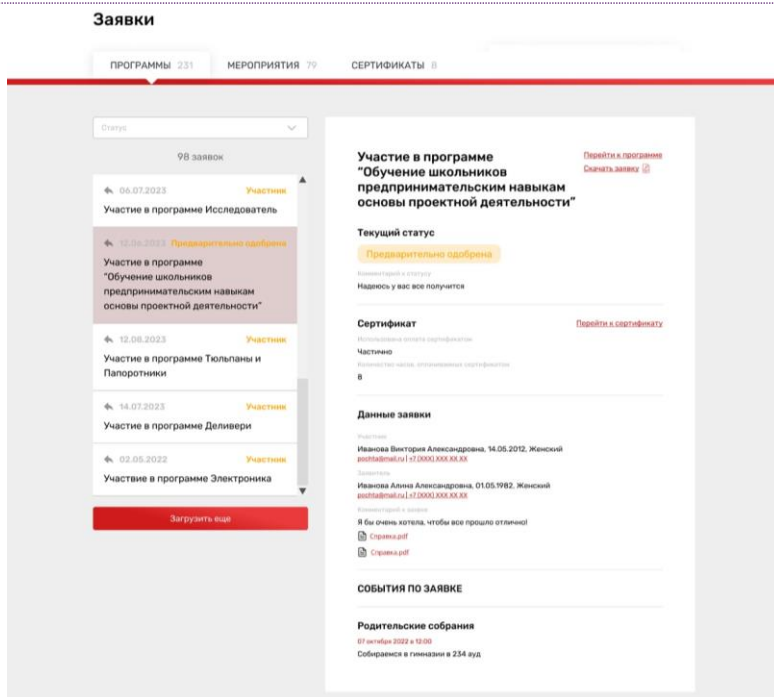 Заявки
ПРОГРАММЫ 231 МЕРОПРИЯТИЯ 79 СЕРТИФИКАТЫ 8
Статус
98 заявок
06.07.2023 Участник
Участие в программе Исследователь
12.06.2023 Предварительно одобрена
Участие в программе
“Обучение школьников
предпринимательским навыкам
основы проектной деятельности”
12.08.2023 Участник
Участие в программе Тюльпаны и
Папоротники
14.07.2023 Участник
Участие в программе Деливери
02.05.2022 Участник
Участвие в программе Электроника
Загрузить еще
Участие в программе
“Обучение школьников
предпринимательским навыкам
основы проектной деятельности”
Перейти к программе
Скачать заявку
Текущий статус
Предварительно одобрена
Комментарий к статусу
Надеюсь у вас все получится
Сертификат Перейти к сертификату
Использована оплата сертификатом
Частично
Количество часов, оплачиваемых сертификатом
8
Данные заявки
Участник
Иванова Виктория Александровна, 14.05.2012, Женский
pochta@mail.ru | +7 (XXX) XXX XX XX
Заявитель
Иванова Алина Александровна, 01.05.1982, Женский
pochta@mail.ru | +7 (XXX) XXX XX XX
Комментарий к заявке
Я бы очень хотела, чтобы все прошло отлично!
Справка.pdf
Справка.pdf
СОБЫТИЯ ПО ЗАЯВКЕ
Родительские собрания
07 октября 2022 в 12:00
Собираемся в гимназии в 234 ауд